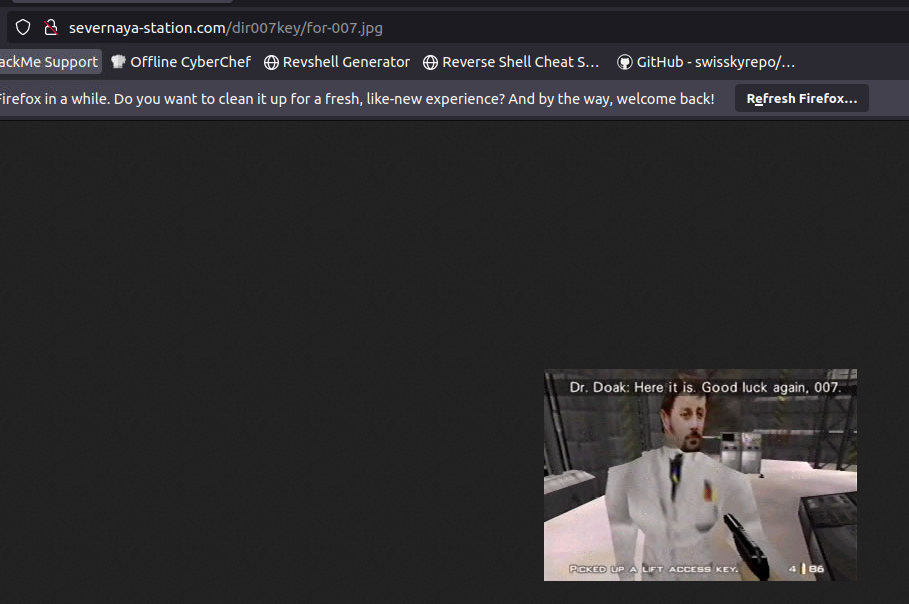 severnaya-station.com/dir007key/for-007.jpg
ackMe Support Offline CyberChef Revshell Generator Reverse Shell Cheat S… GitHub - swisskyrepo/…
Firefox in a while. Do you want to clean it up for a fresh, like-new experience? And by the way, welcome back! Refresh Firefox…
Dr. Doak: Here it is. Good luck again, 007.
PICKED UP A LIFT ACCESS KEY.
4 86